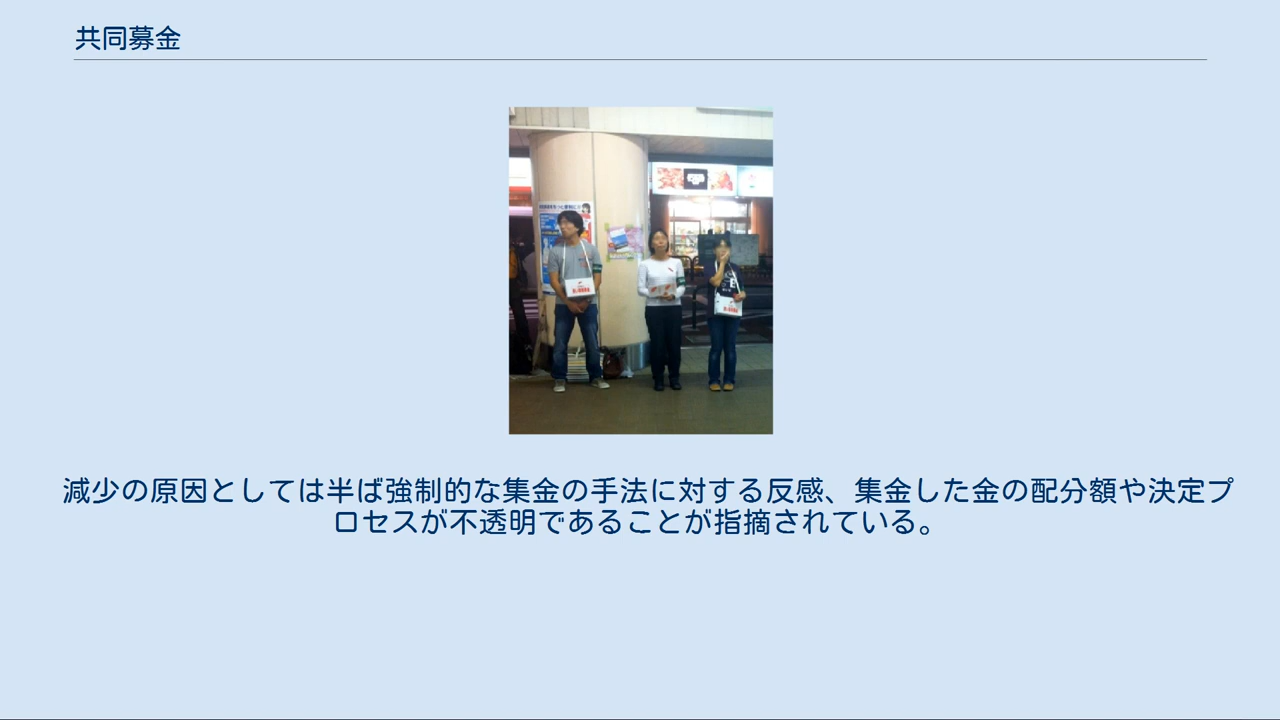 共同募金
減少の原因としては半ば強制的な集金の手法に対する反感、集金した金の配分額や決定プ
ロセスが不透明であることが指摘されている。